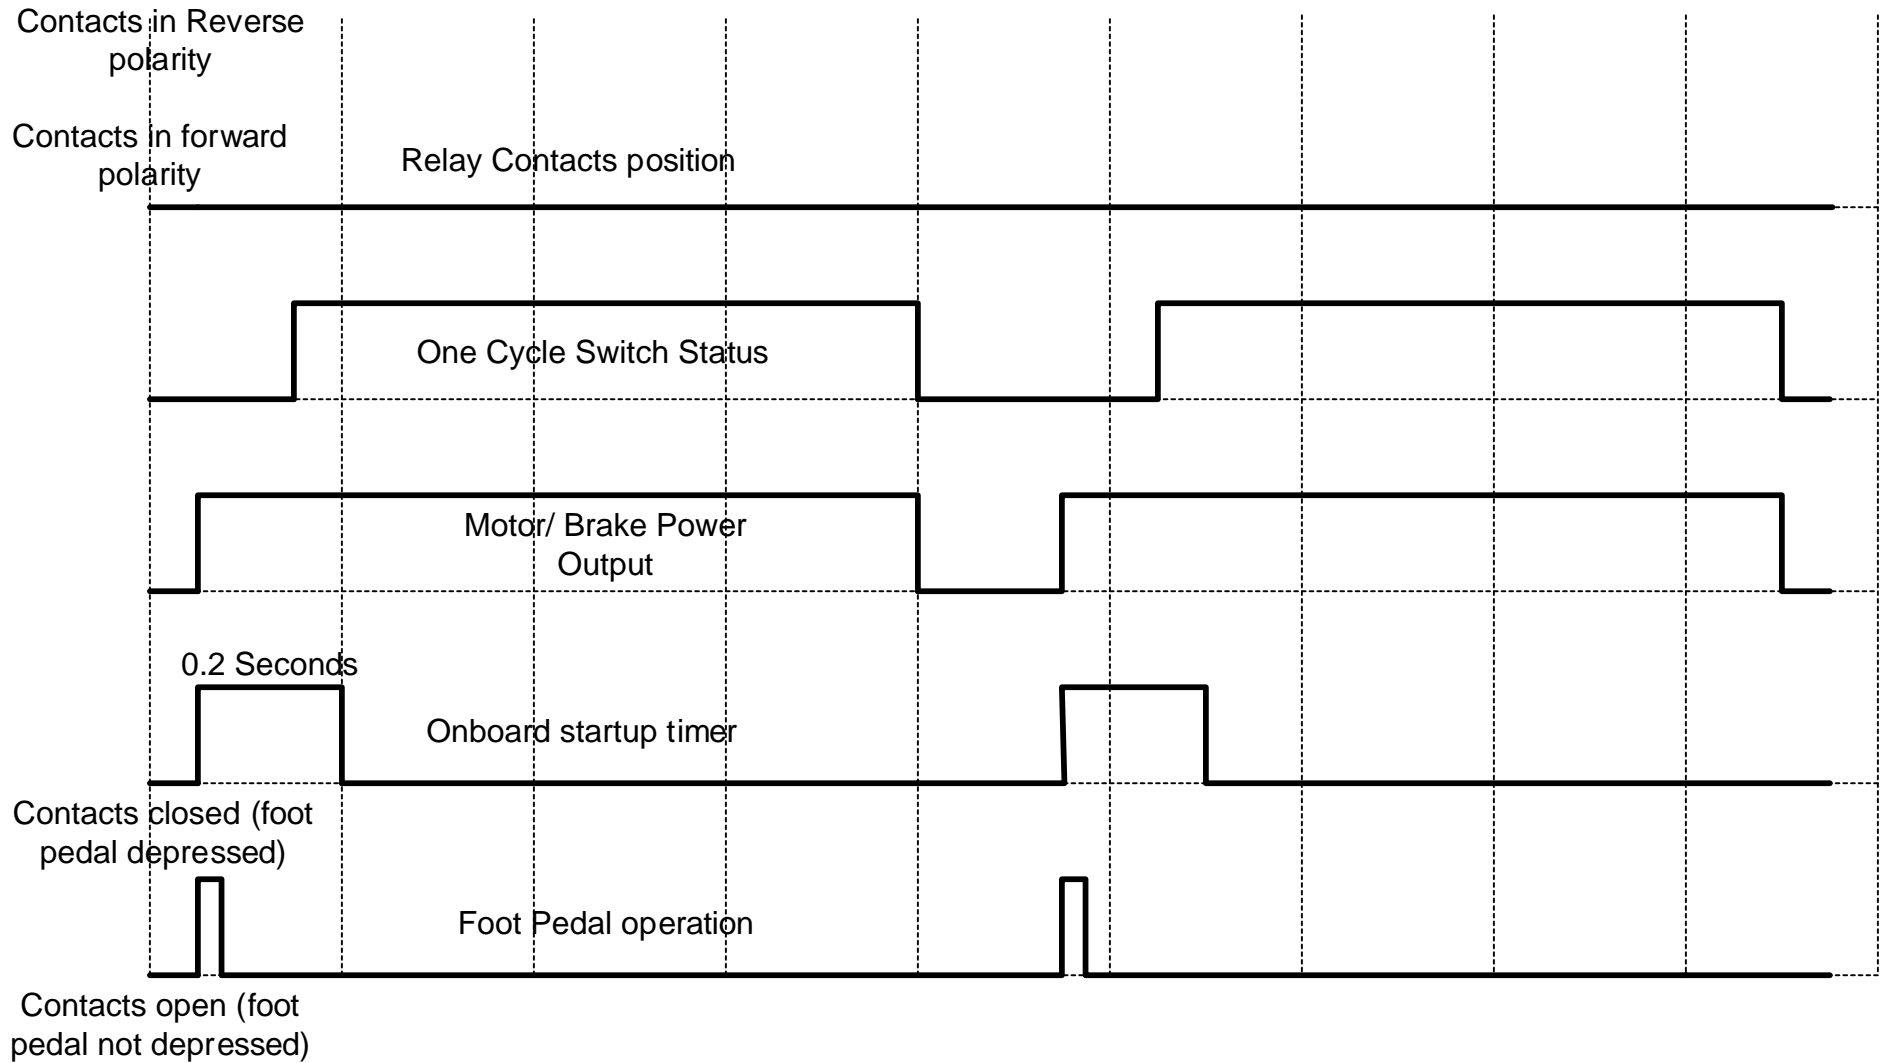 Contacts in Reverse
polarity
Contacts in forward
polarity
Relay Contacts position
One Cycle Switch Status
Motor/ Brake Power
Output
0.2 Seconds
Onboard startup timer
Contacts closed (foot
pedal depressed)
Foot Pedal operation
Contacts open (foot
pedal not depressed)